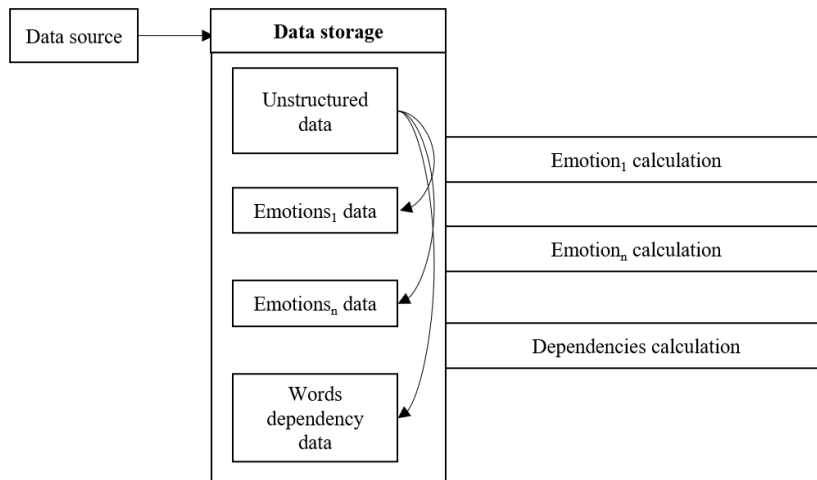 Data source
Data storage
Unstructured
data
Emotions₁ data
Emotionsₙ data
Words
dependency
data
Emotion₁ calculation
Emotionₙ calculation
Dependencies calculation